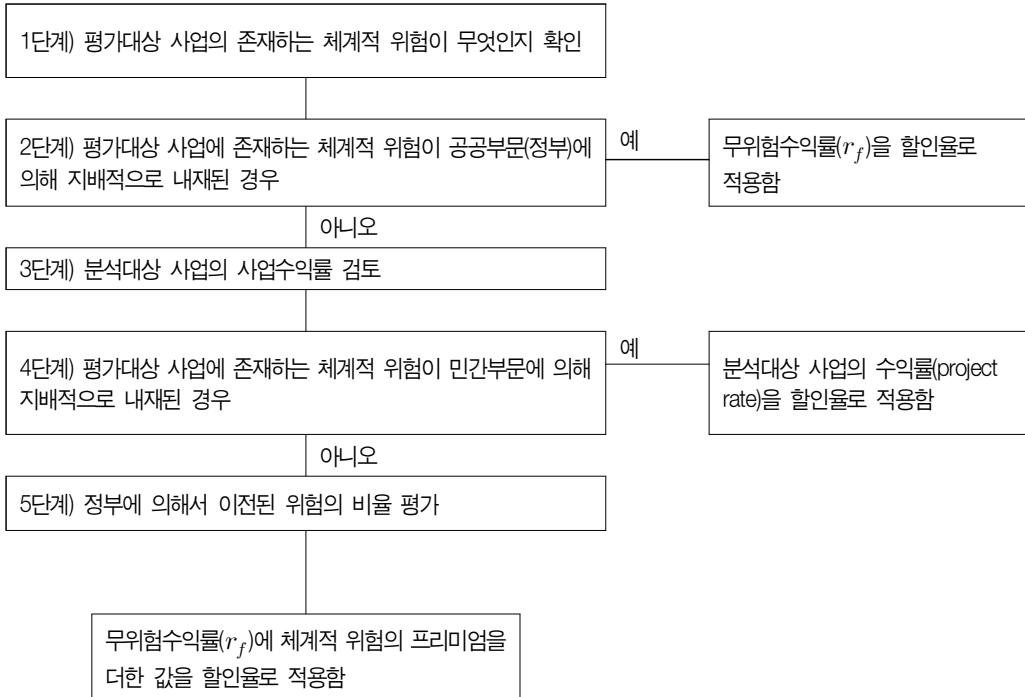 1단계) 평가대상 사업의 존재하는 체계적 위험이 무엇인지 확인
2단계) 평가대상 사업에 존재하는 체계적 위험이 공공부문(정부)에
의해 지배적으로 내재된 경우
예
무위험수익률(r_f)을 할인율로
적용함
아니오
3단계) 분석대상 사업의 사업수익률 검토
4단계) 평가대상 사업에 존재하는 체계적 위험이 민간부문에 의해
지배적으로 내재된 경우
예
분석대상 사업의 수익률(project
rate)을 할인율로 적용함
아니오
5단계) 정부에 의해서 이전된 위험의 비율 평가
무위험수익률(r_f)에 체계적 위험의 프리미엄을
더한 값을 할인율로 적용함